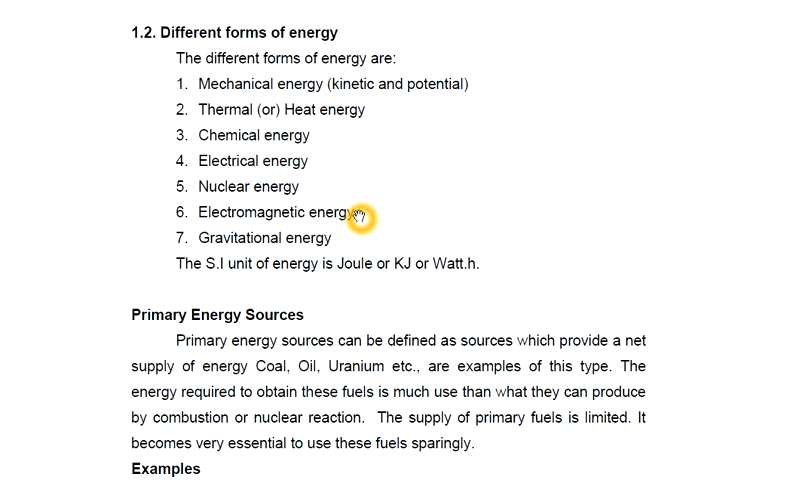 1.2. Different forms of energy
The different forms of energy are:
1. Mechanical energy (kinetic and potential)
2. Thermal (or) Heat energy
3. Chemical energy
4. Electrical energy
5. Nuclear energy
6. Electromagnetic energy
7. Gravitational energy
The S.I unit of energy is Joule or KJ or Watt.h.
Primary Energy Sources
Primary energy sources can be defined as sources which provide a net
supply of energy Coal, Oil, Uranium etc., are examples of this type. The
energy required to obtain these fuels is much use than what they can produce
by combustion or nuclear reaction. The supply of primary fuels is limited. It
becomes very essential to use these fuels sparingly.
Examples